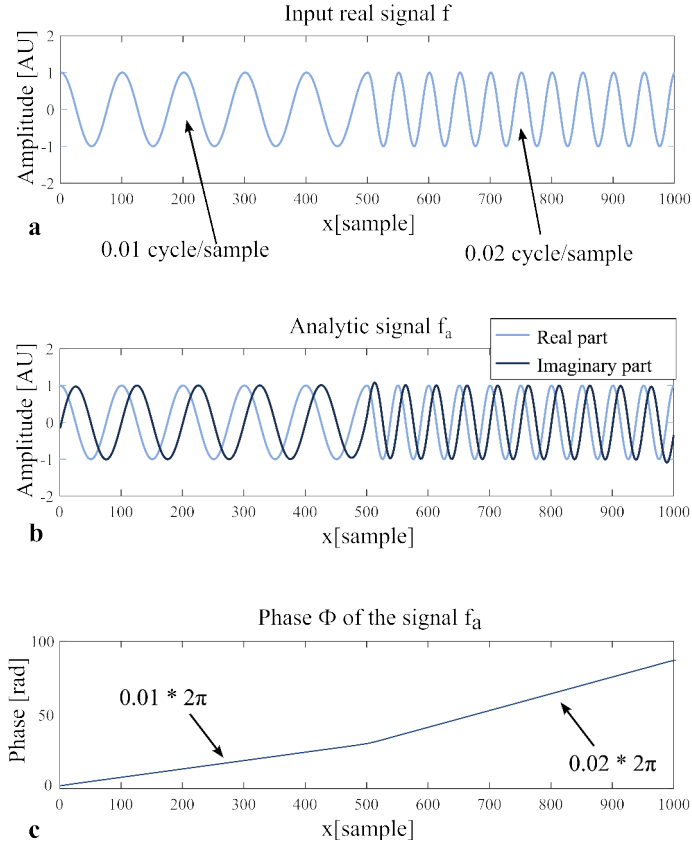 Input real signal f
Amplitude [AU]
2
1
0
-1
-2
0 100 200 300 400 500 600 700 800 900 1000
x[sample]
a
0.01 cycle/sample
0.02 cycle/sample
Analytic signal fa
Real part
Imaginary part
Amplitude [AU]
2
1
0
-1
-2
0 100 200 300 400 500 600 700 800 900 1000
x[sample]
b
Phase Φ of the signal fa
Phase [rad]
100
50
0
0.01 * 2π
0.02 * 2π
0 100 200 300 400 500 600 700 800 900 1000
x[sample]
c